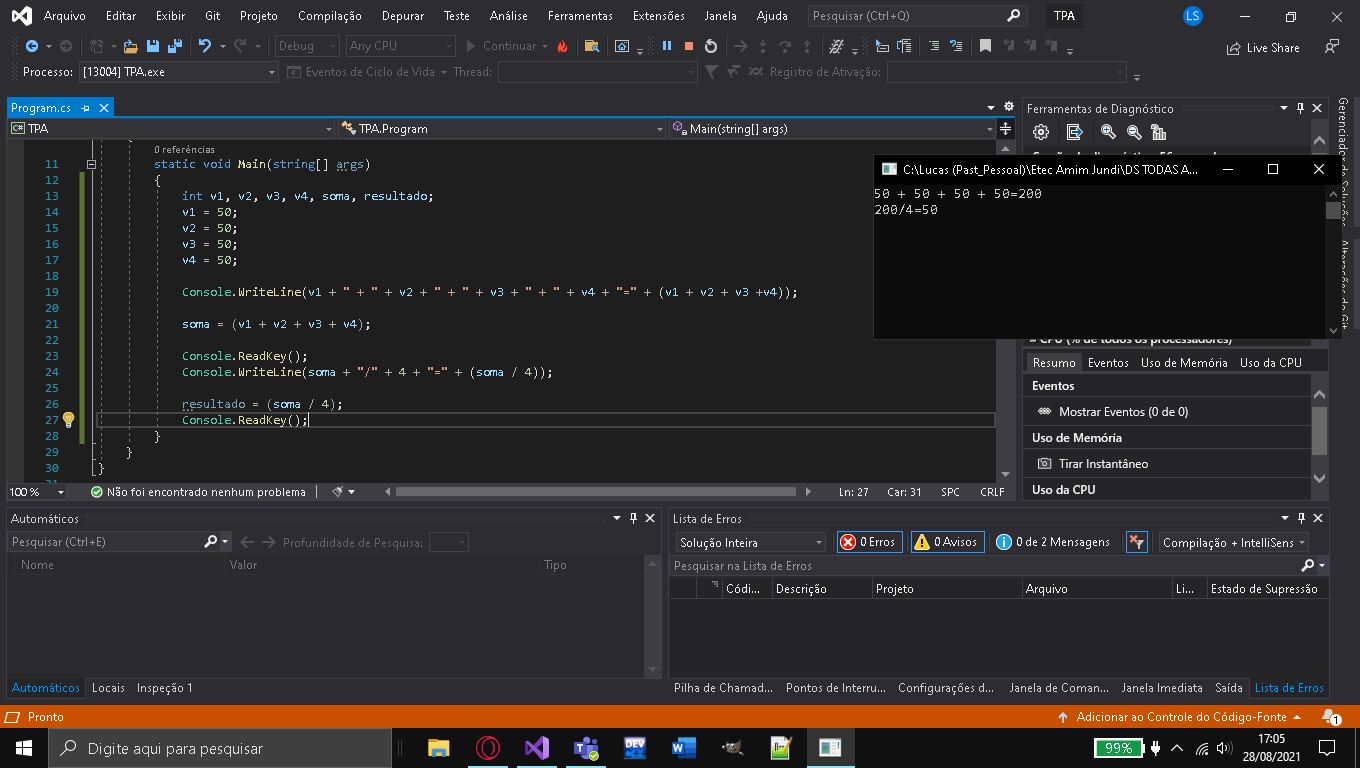 Arquivo Editar Exibir Git Projeto Compilação Depurar Teste Análise Ferramentas Extensões Janela Ajuda Pesquisar (Ctrl+Q) TPA LS
Debug Any CPU Continuar Live Share
Processo: [13004] TPA.exe Eventos de Ciclo de Vida Thread: Registro de Ativação:
Program.cs
Ferramentas de Diagnóstico
C# TPA TPA.Program Main(string[] args)
Gerenciador de Soluções
Alterações do Git
0 referências
11 static void Main(string[] args)
12 {
13 int v1, v2, v3, v4, soma, resultado;
14 v1 = 50;
15 v2 = 50;
16 v3 = 50;
17 v4 = 50;
18
19 Console.WriteLine(v1 + " + " + v2 + " + " + v3 + " + " + v4 + "=" + (v1 + v2 + v3 +v4));
20
21 soma = (v1 + v2 + v3 + v4);
22
23 Console.ReadKey();
24 Console.WriteLine(soma + "/" + 4 + "=" + (soma / 4));
25
26 resultado = (soma / 4);
27 Console.ReadKey();
28 }
29 }
30 }
C:\Lucas (Past_Pessoal)\Etec Amim Jundi\DS TODAS A...
50 + 50 + 50 + 50=200
200/4=50
CPU (% de todos os processadores)
Resumo Eventos Uso de Memória Uso da CPU
Eventos
Mostrar Eventos (0 de 0)
Uso de Memória
Tirar Instantâneo
Uso da CPU
100 % Não foi encontrado nenhum problema Ln: 27 Car: 31 SPC CRLF
Automáticos
Pesquisar (Ctrl+E) Profundidade de Pesquisa:
Nome Valor Tipo
Automáticos Locais Inspeção 1
Lista de Erros
Solução Inteira 0 Erros 0 Avisos 0 de 2 Mensagens Compilação + IntelliSens
Pesquisar na Lista de Erros
Códi... Descrição Projeto Arquivo Li... Estado de Supressão
Pilha de Chamad... Pontos de Interru... Configurações d... Janela de Coman... Janela Imediata Saída Lista de Erros
Pronto Adicionar ao Controle do Código-Fonte 1
Digite aqui para pesquisar DEV 99% 17:05
28/08/2021